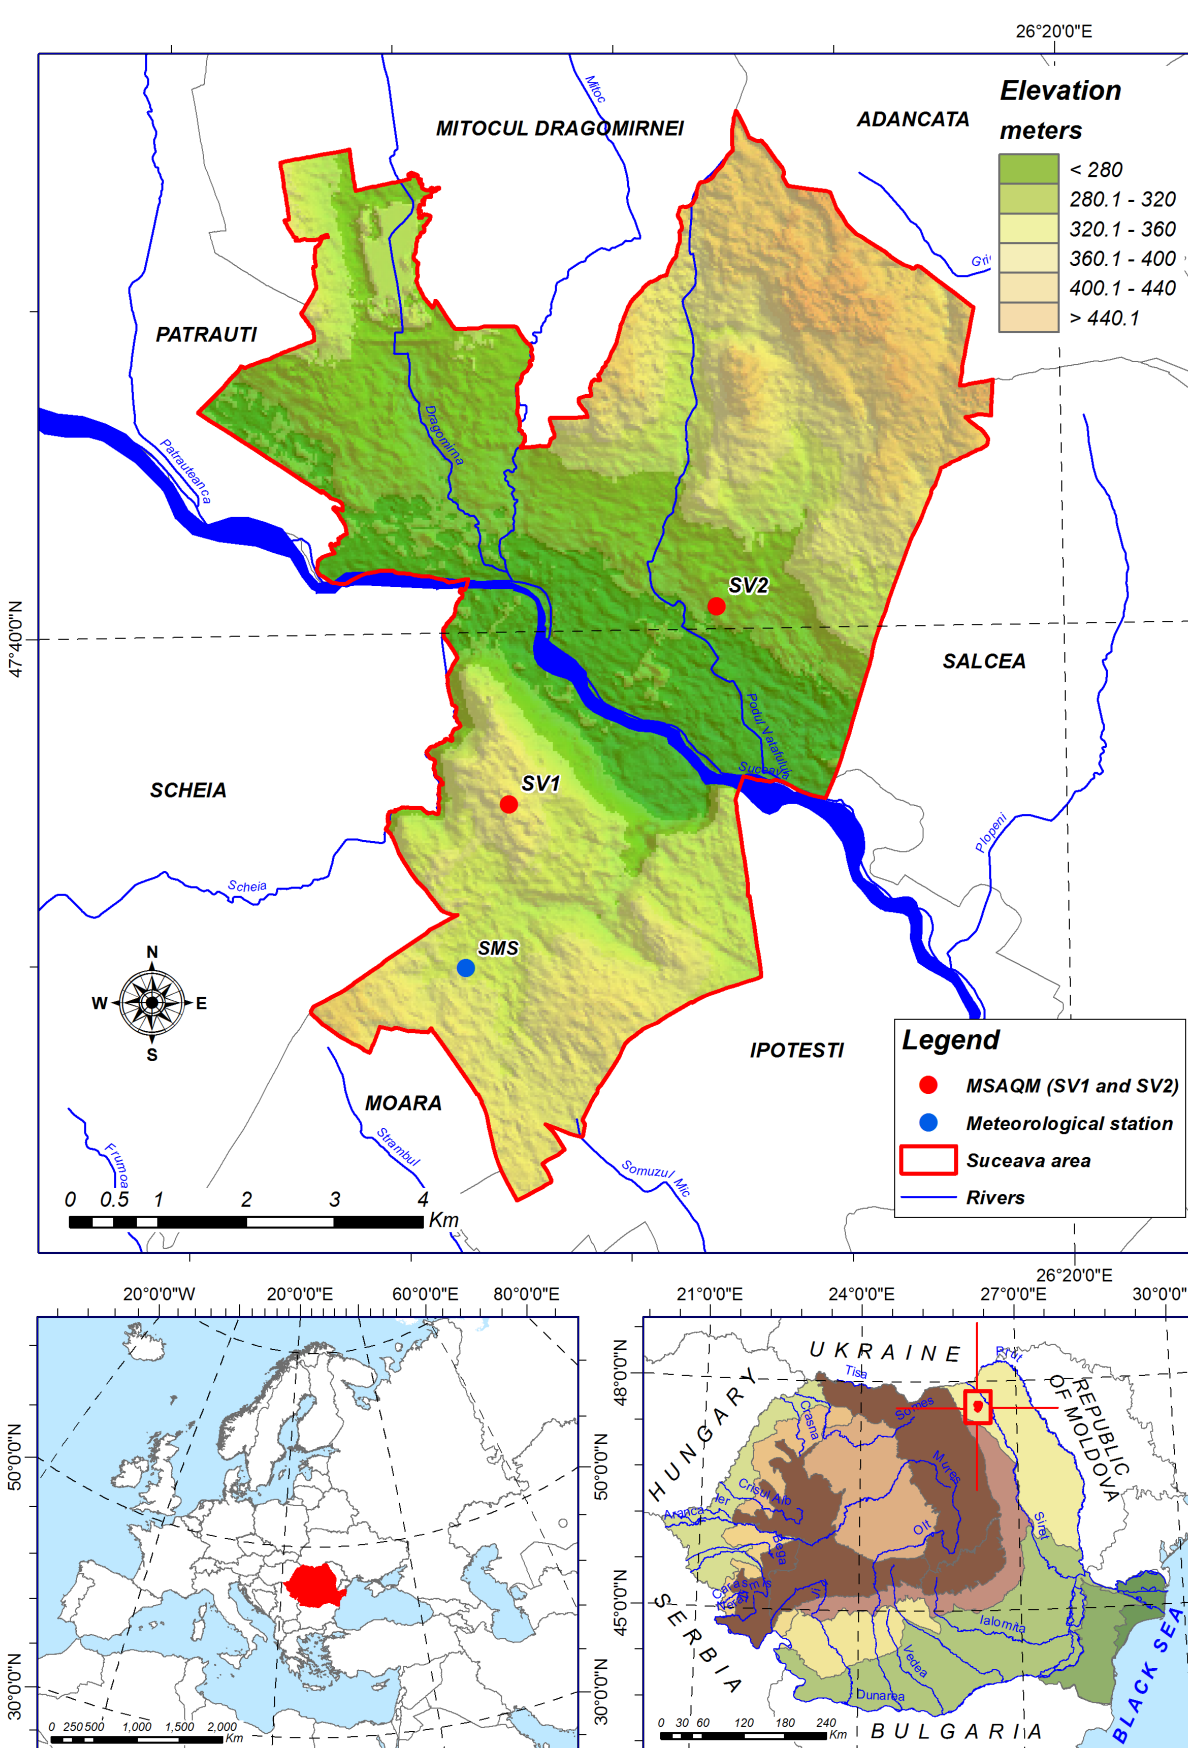 26°20'0"E
Elevation
meters
< 280
280.1 - 320
320.1 - 360
360.1 - 400
400.1 - 440
> 440.1
Mitoc
MITOCUL DRAGOMIRNEI
ADANCATA
PATRAUTI
Dragomirna
Patrauteanca
SV2
47°40'0"N
SALCEA
Podul Vatafului
Suceava
SCHEIA
SV1
Plopeni
Scheia
SMS
N
W
E
S
IPOTESTI
MOARA
Strambul
Frumoa
Somuzul Mic
0 0.5 1 2 3 4
Km
Legend
MSAQM (SV1 and SV2)
Meteorological station
Suceava area
Rivers
26°20'0"E
20°0'0"W 20°0'0"E 60°0'0"E 80°0'0"E
50°0'0"N
30°0'0"N
50°0'0"N
30°0'0"N
0 250 500 1,000 1,500 2,000
Km
21°0'0"E 24°0'0"E 27°0'0"E 30°0'0"
48°0'0"N
45°0'0"N
UKRAINE
HUNGARY
REPUBLIC
OF MOLDOVA
SERBIA
BULGARIA
BLACK SEA
Tisa
Prut
Somes
Crasna
Mures
Crisul Alb
Ier
Aranca
Bega
Olt
Siret
Jiu
Ialomita
Vedea
Dunarea
0 30 60 120 180 240
Km